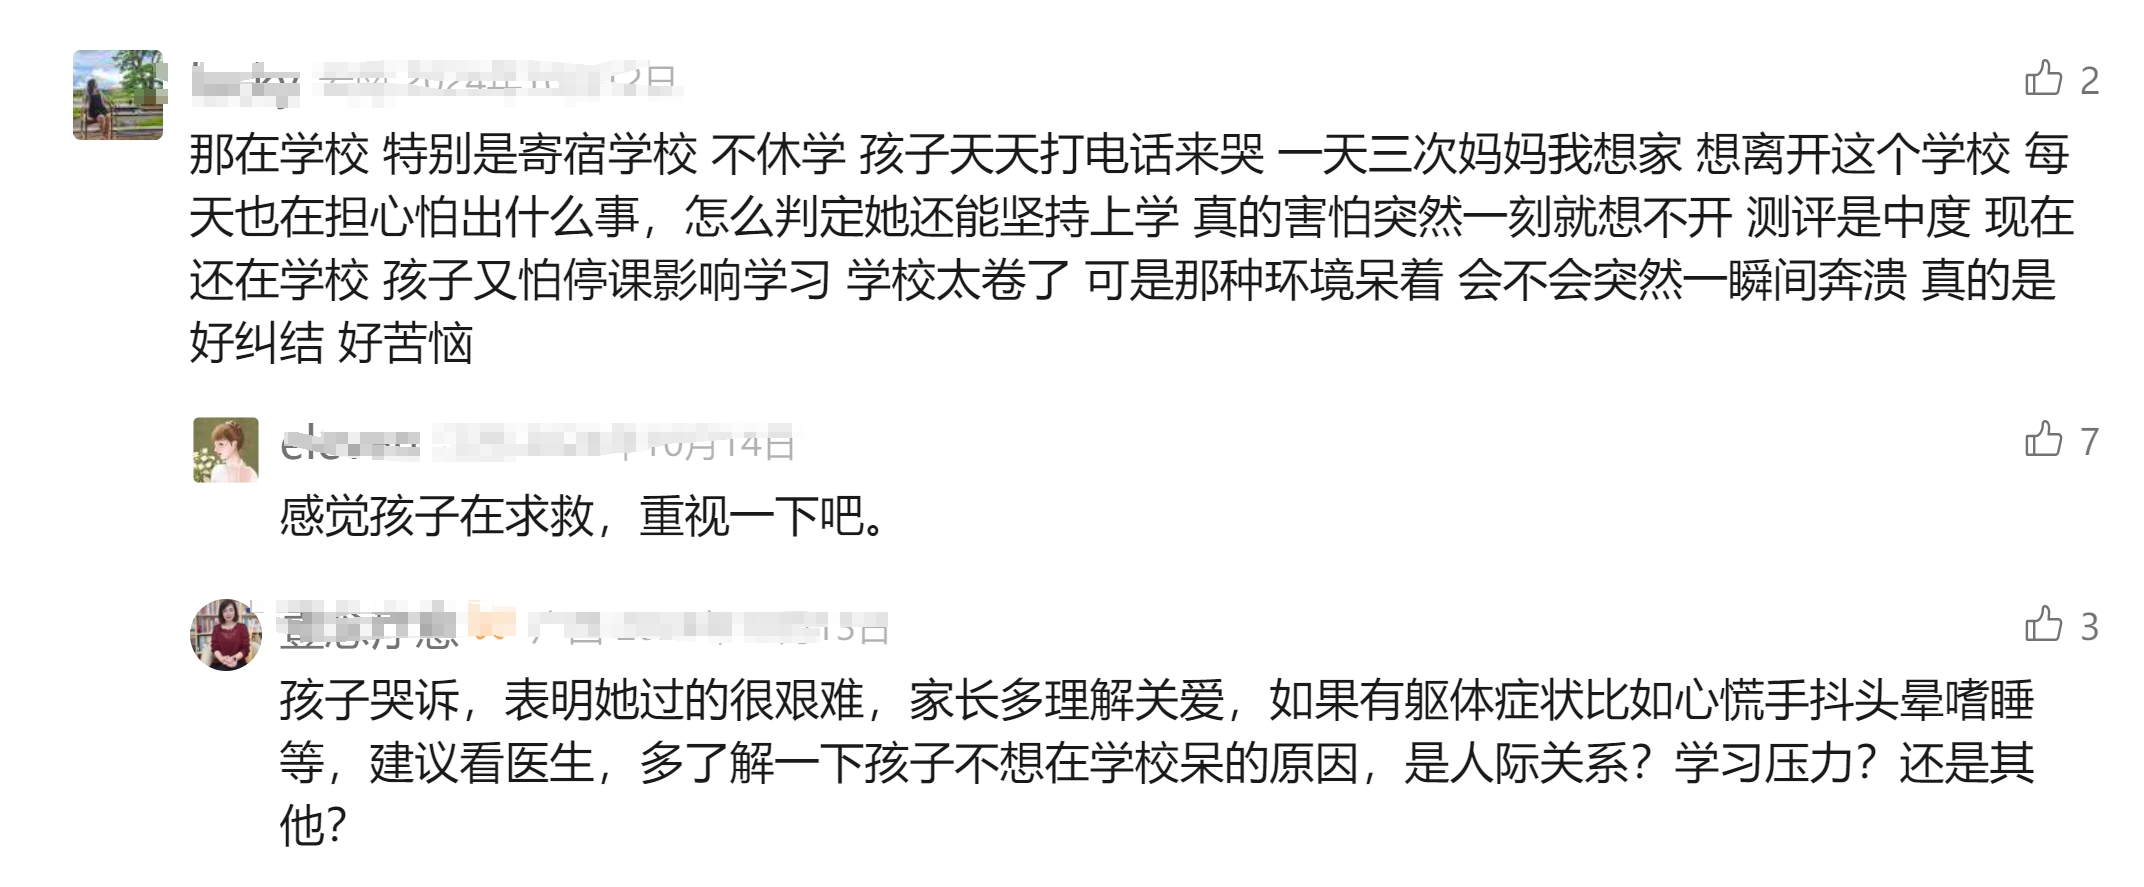 2
那在学校 特别是寄宿学校 不休学 孩子天天打电话来哭 一天三次妈妈我想家 想离开这个学校 每
天也在担心怕出什么事，怎么判定她还能坚持上学 真的害怕突然一刻就想不开 测评是中度 现在
还在学校 孩子又怕停课影响学习 学校太卷了 可是那种环境呆着 会不会突然一瞬间奔溃 真的是
好纠结 好苦恼
10月14日 7
感觉孩子在求救，重视一下吧。
3
孩子哭诉，表明她过的很艰难，家长多理解关爱，如果有躯体症状比如心慌手抖头晕嗜睡
等，建议看医生，多了解一下孩子不想在学校呆的原因，是人际关系？学习压力？还是其
他？